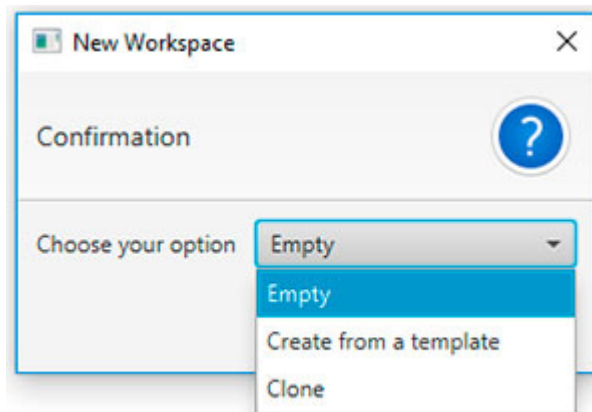 New Workspace
Confirmation
?
Choose your option Empty
Empty
Create from a template
Clone